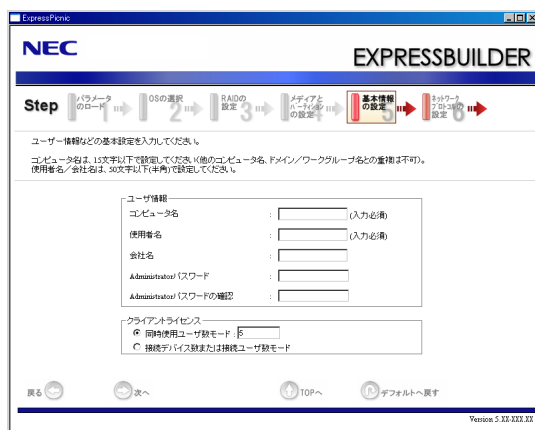 ExpressPicnic
NEC
EXPRESSBUILDER
Step
パラメータのロード 1
OSの選択 2
RAIDの設定 3
メディアとパーティションの設定 4
基本情報の設定 5
ネットワークプロトコルの設定 6
ユーザー情報などの基本設定を入力してください。
コンピュータ名は、15文字以下で設定してください(他のコンピュータ名、ドメイン/ワークグループ名との重複は不可)。
使用者名/会社名は、50文字以下(半角)で設定してください。
ユーザ情報
コンピュータ名 : (入力必須)
使用者名 : (入力必須)
会社名 :
Administratorパスワード :
Administratorパスワードの確認 :
クライアントライセンス
同時使用ユーザ数モード : 5
接続デバイス数または接続ユーザ数モード
戻る 次へ TOPへ デフォルトへ戻す
Version 5.XX-XXX.XX